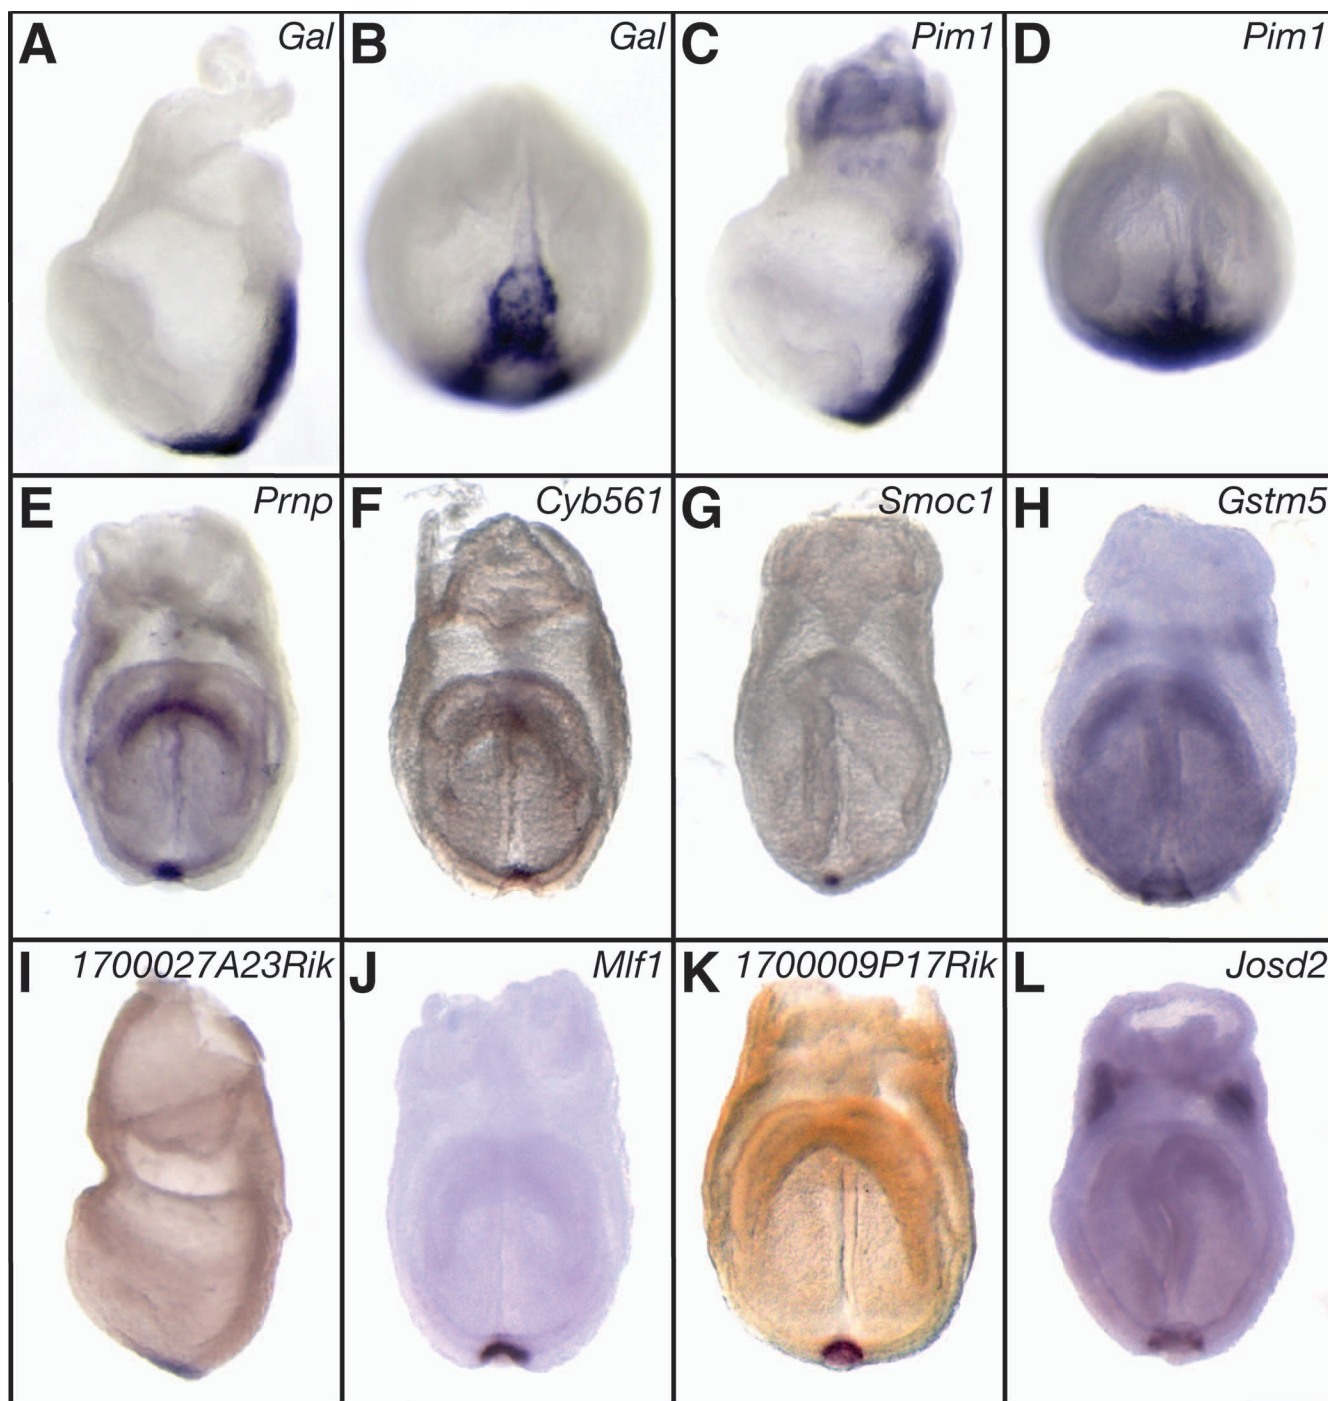 A Gal
B Gal
C Pim1
D Pim1
E Prnp
F Cyb561
G Smoc1
H Gstm5
I 1700027A23Rik
J Mlf1
K 1700009P17Rik
L Josd2